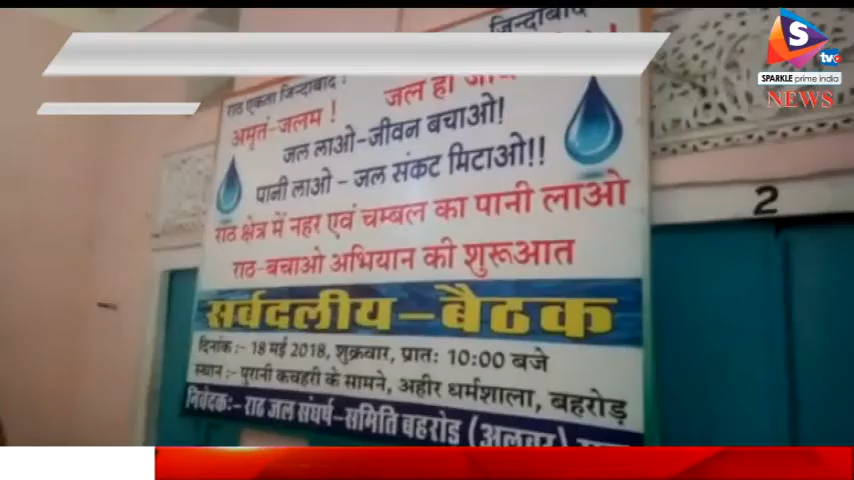 S
tv
SPARKLE prime india
NEWS
ज़िन्दाबाद
राठ एकता जिन्दाबाद !
अमृतं-जलम ! जल ही
जल लाओ-जीवन बचाओ!
पानी लाओ - जल संकट मिटाओ!!
राठ क्षेत्र में नहर एवं चम्बल का पानी लाओ
राठ-बचाओ अभियान की शुरूआत
सर्वदलीय-बैठक
दिनांक :- 18 मई 2018, शुक्रवार, प्रात: 10:00 बजे
स्थान :- पुरानी कचहरी के सामने, अहीर धर्मशाला, बहरोड़
निवेदक:- राठ जल संघर्ष-समिति बहरोड़ (अलवर)
2